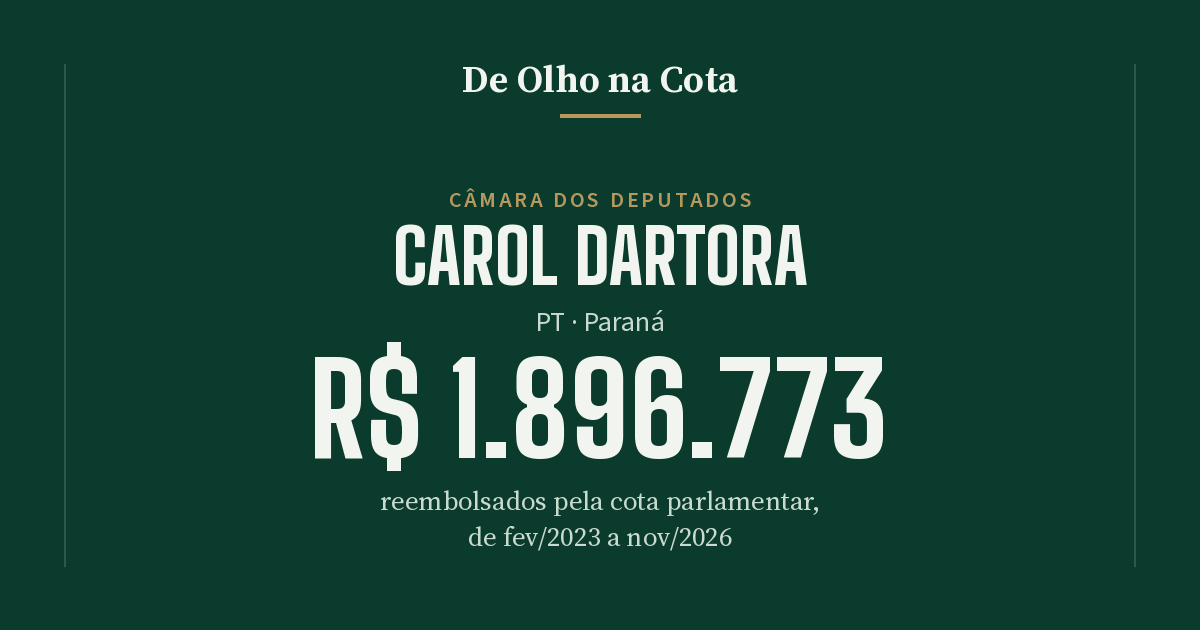 De Olho na Cota
CÂMARA DOS DEPUTADOS
CAROL DARTORA
PT · Paraná
R$ 1.896.773
reembolsados pela cota parlamentar,
de fev/2023 a nov/2026